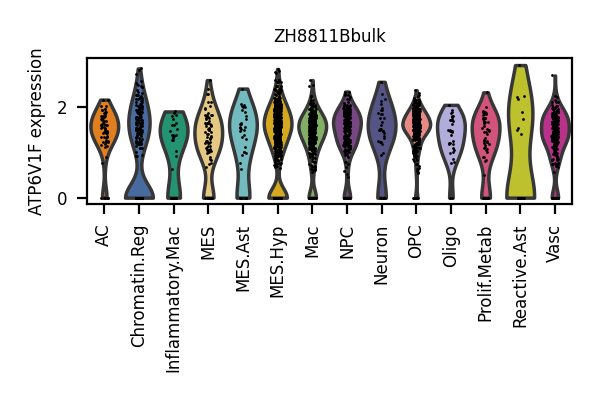 ZH8811Bbulk
ATP6V1F expression
2
0
AC
Chromatin.Reg
Inflammatory.Mac
MES
MES.Ast
MES.Hyp
Mac
NPC
Neuron
OPC
Oligo
Prolif.Metab
Reactive.Ast
Vasc